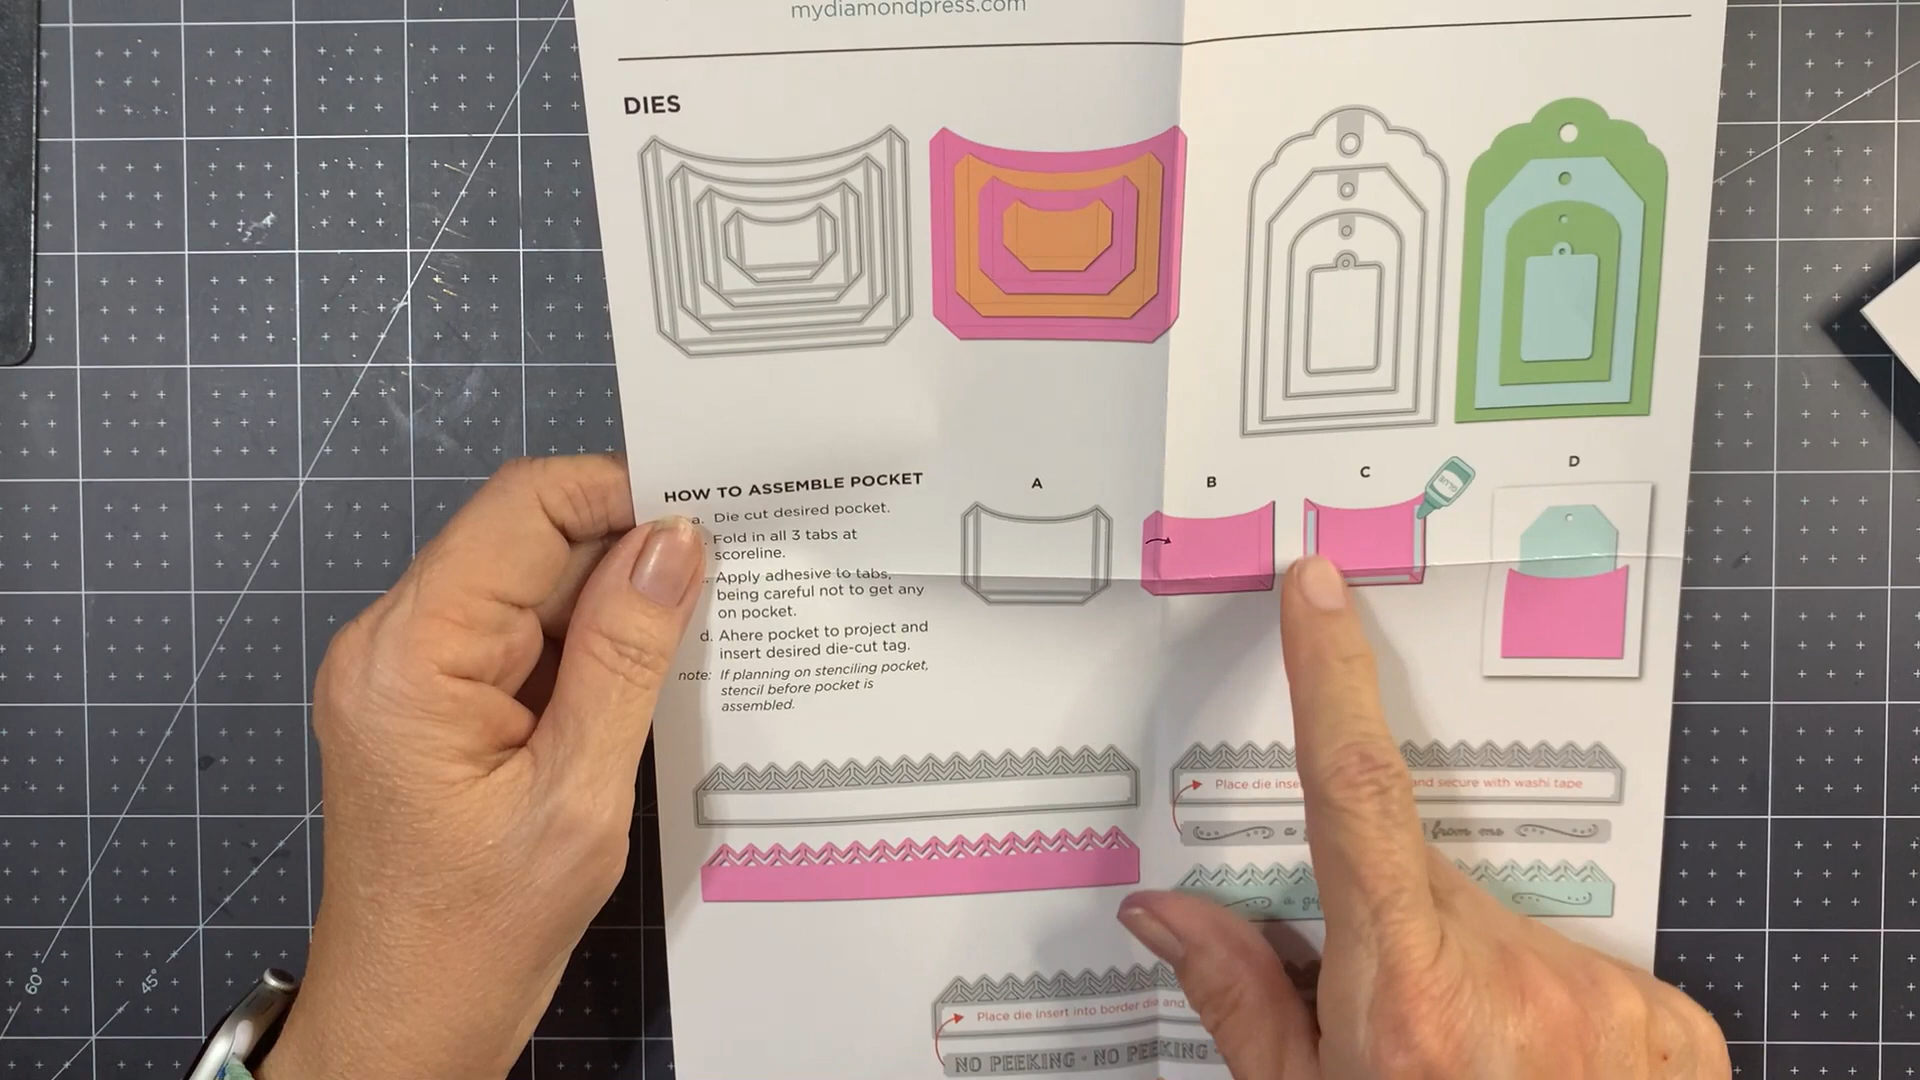 mydiamondpress.com
DIES
HOW TO ASSEMBLE POCKET
a. Die cut desired pocket.
Fold in all 3 tabs at
scoreline.
Apply adhesive to tabs,
being careful not to get any
on pocket.
d. Ahere pocket to project and
insert desired die-cut tag.
note: If planning on stenciling pocket,
stencil before pocket is
assembled.
A
B
C
D
GLUE
Place die
and secure with washi tape
a
from me
a
Place die insert into border die and
NO PEEKING • NO PEEKING
60°
45°